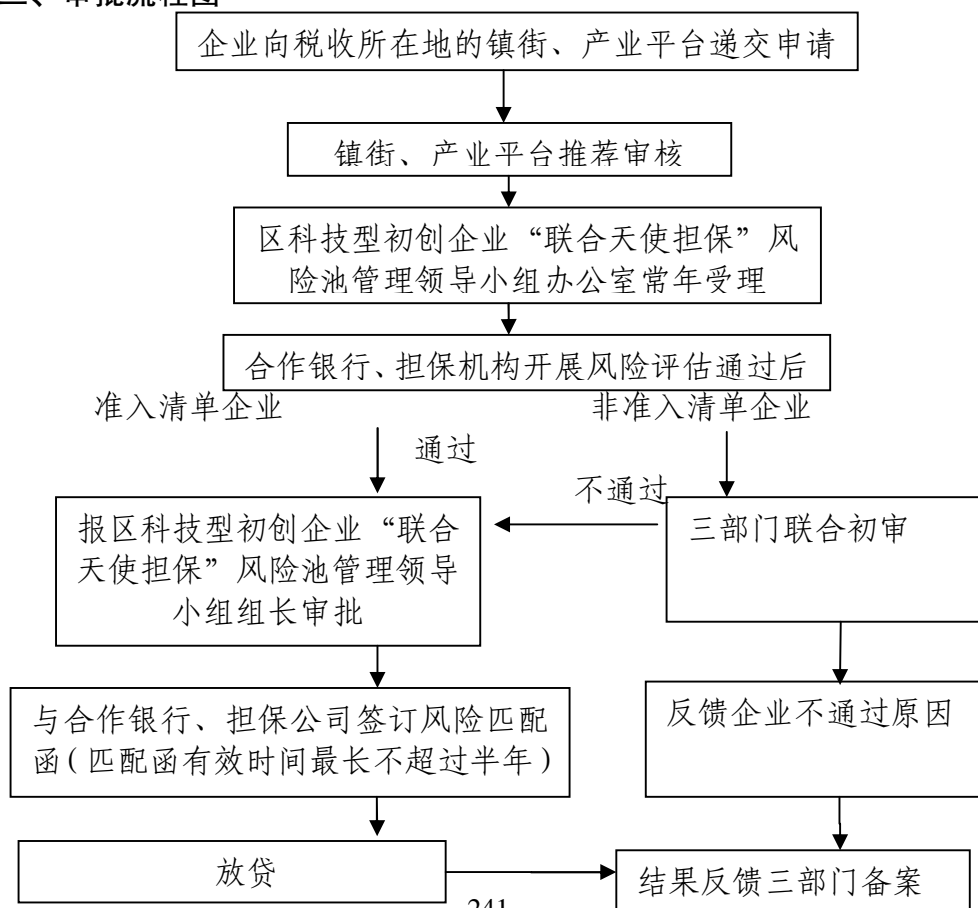 二、审批流程图
企业向税收所在地的镇街、产业平台递交申请
镇街、产业平台推荐审核
区科技型初创企业“联合天使担保”风
险池管理领导小组办公室常年受理
合作银行、担保机构开展风险评估通过后
准入清单企业
非准入清单企业
通过
不通过
报区科技型初创企业“联合
天使担保”风险池管理领导
小组组长审批
三部门联合初审
与合作银行、担保公司签订风险匹配
函(匹配函有效时间最长不超过半年)
反馈企业不通过原因
放贷
结果反馈三部门备案
241